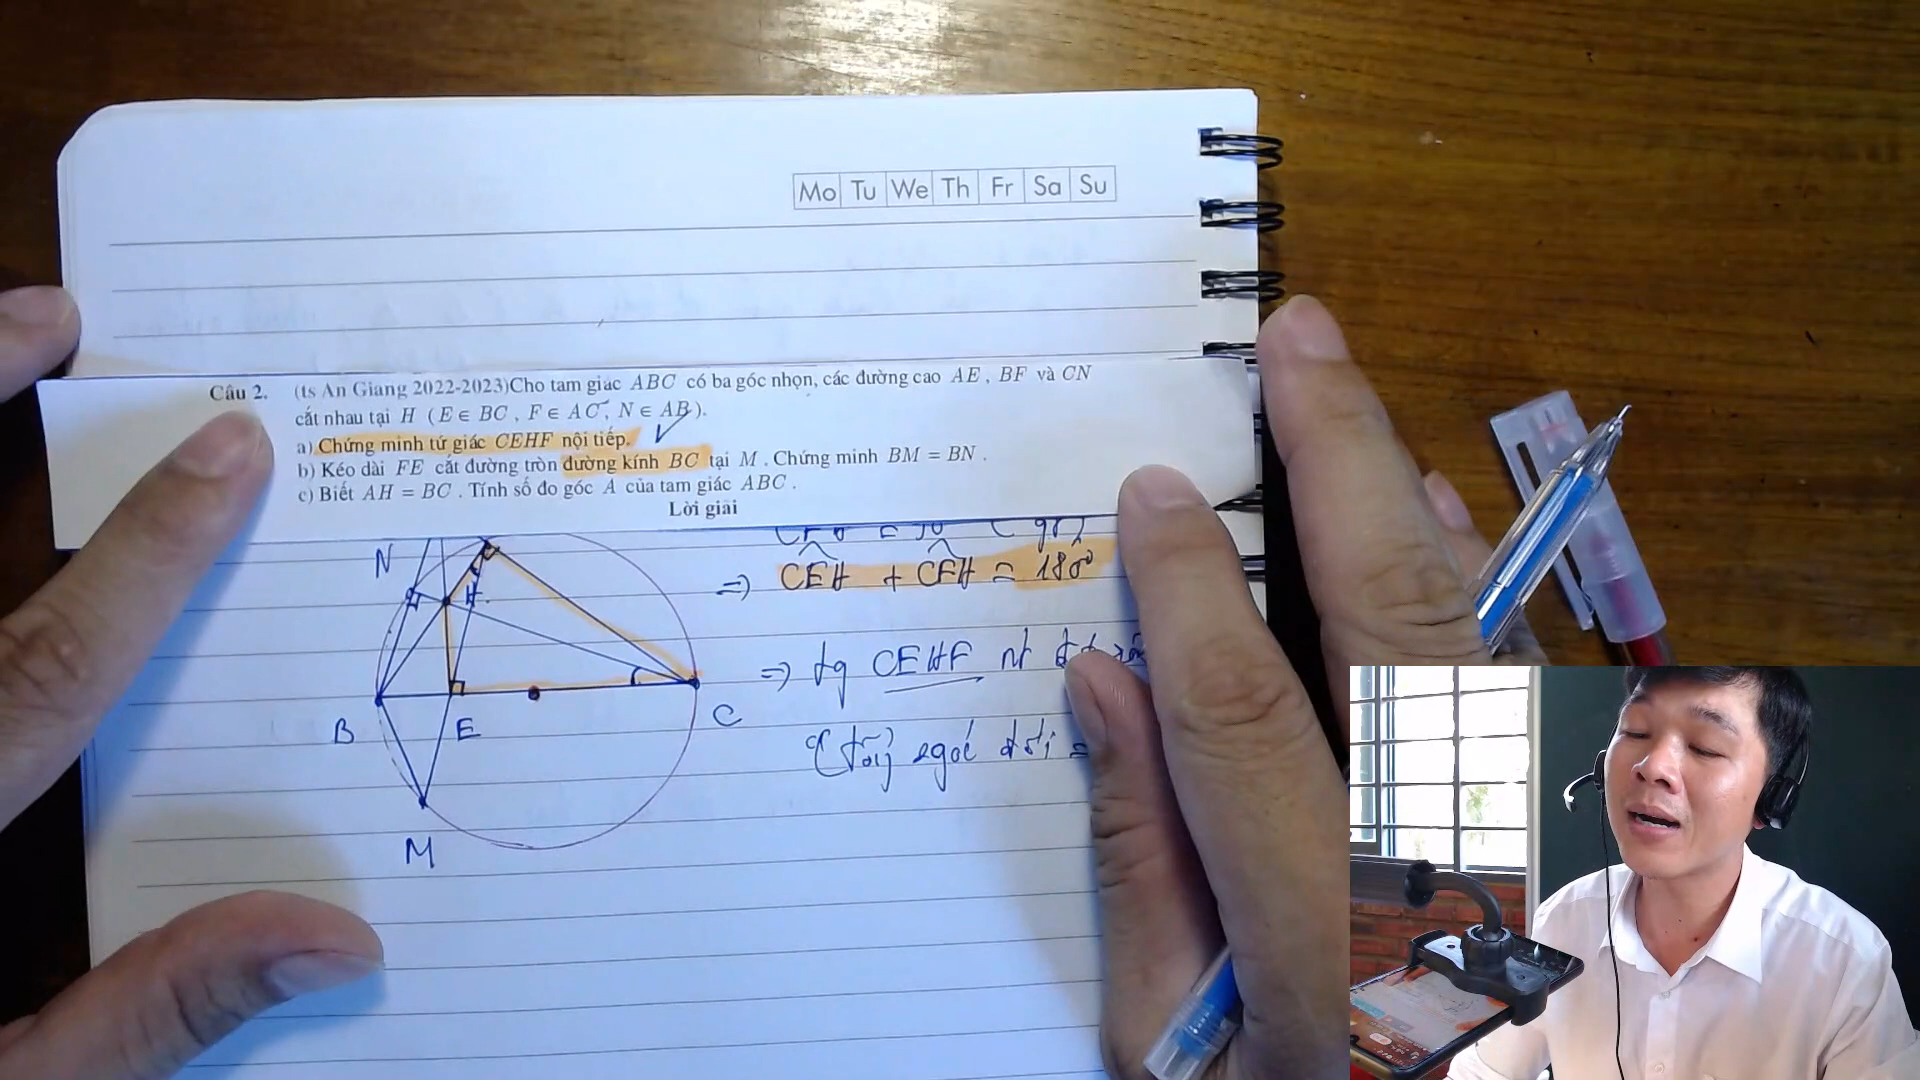 Mo Tu We Th Fr Sa Su
Câu 2. (ts An Giang 2022-2023)Cho tam giác ABC có ba góc nhọn, các đường cao AE , BF và CN
cắt nhau tại H ( E ∈ BC , F ∈ AC , N ∈ AB ).
a) Chứng minh tứ giác CEHF nội tiếp.
b) Kéo dài FE cắt đường tròn đường kính BC tại M . Chứng minh BM = BN .
c) Biết AH = BC . Tính số đo góc A của tam giác ABC .
Lời giải
⇒ CEH + CFH = 180°
⇒ tg CEHF nt
N
H
B
E
C
M